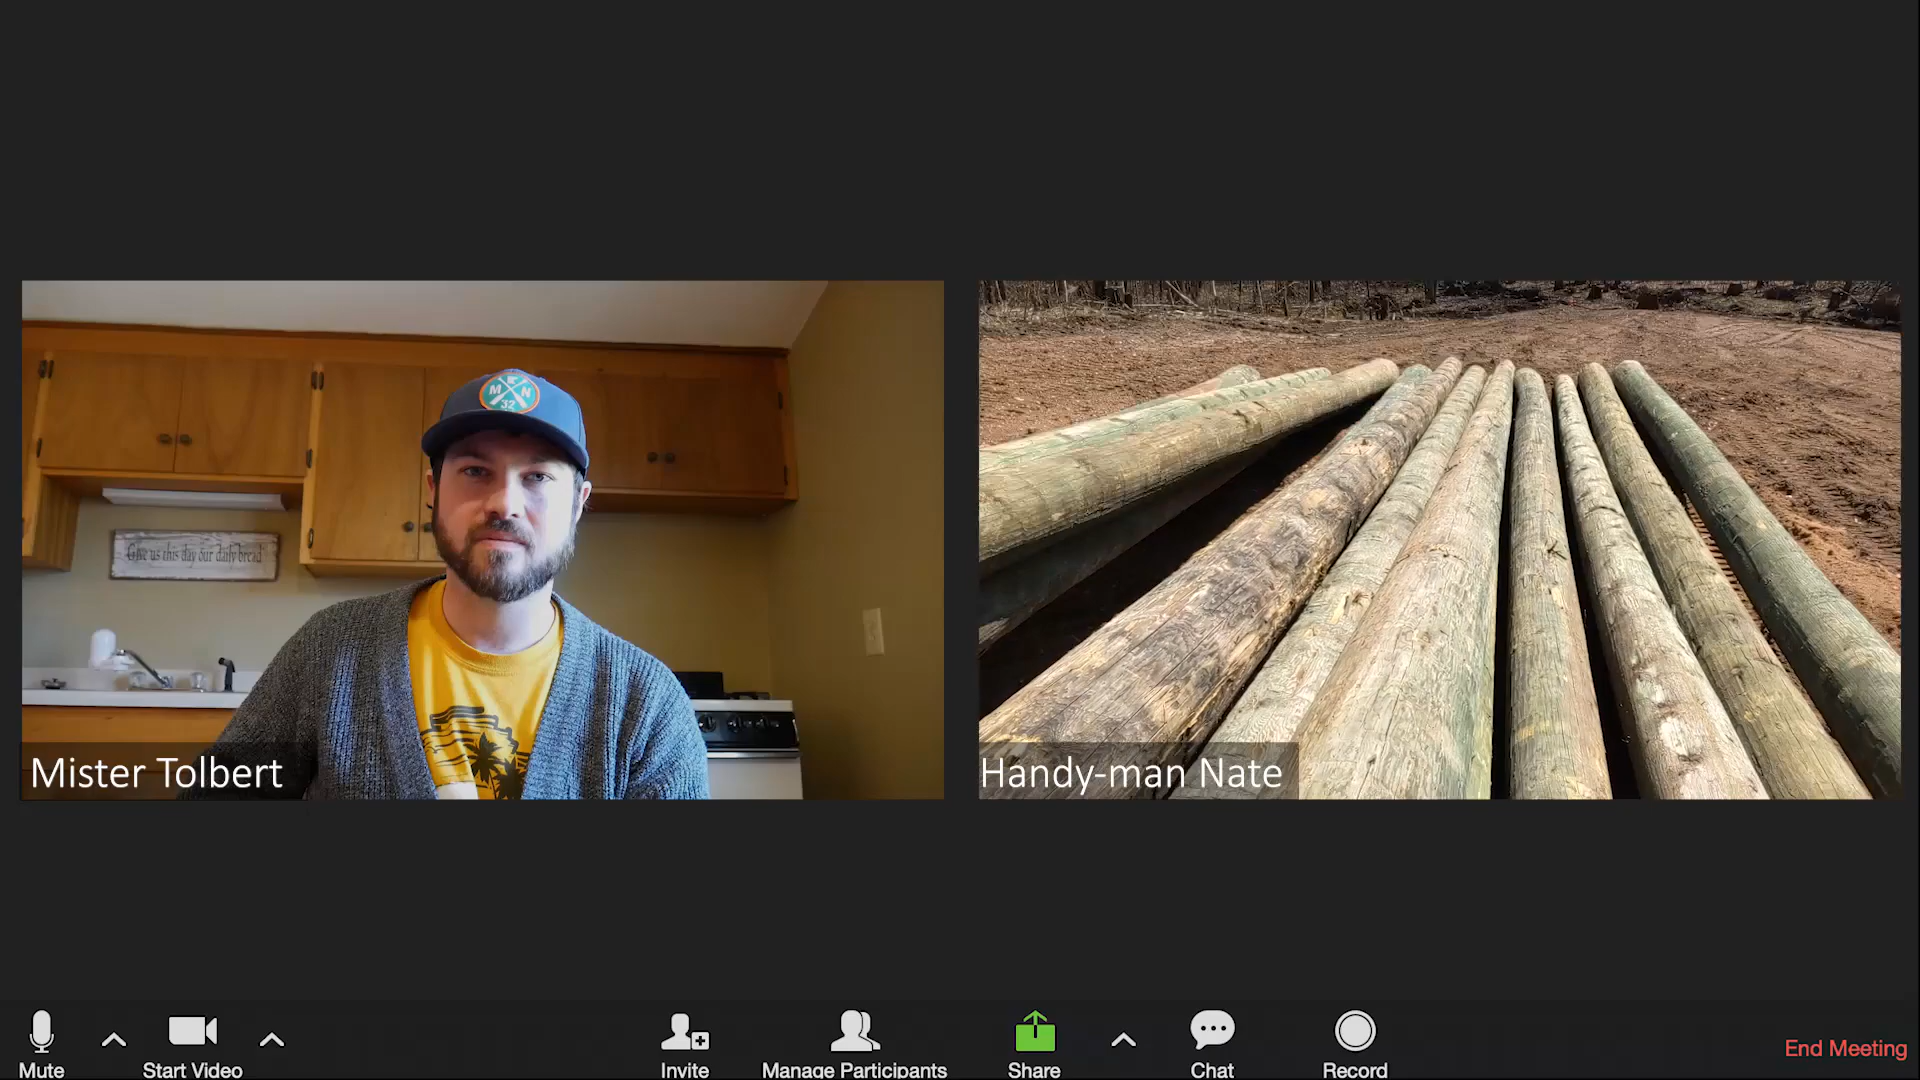 M K N
32
Give us this day our daily bread
Mister Tolbert
Handy-man Nate
Mute
Start Video
Invite
Manage Participants
Share
Chat
Record
End Meeting